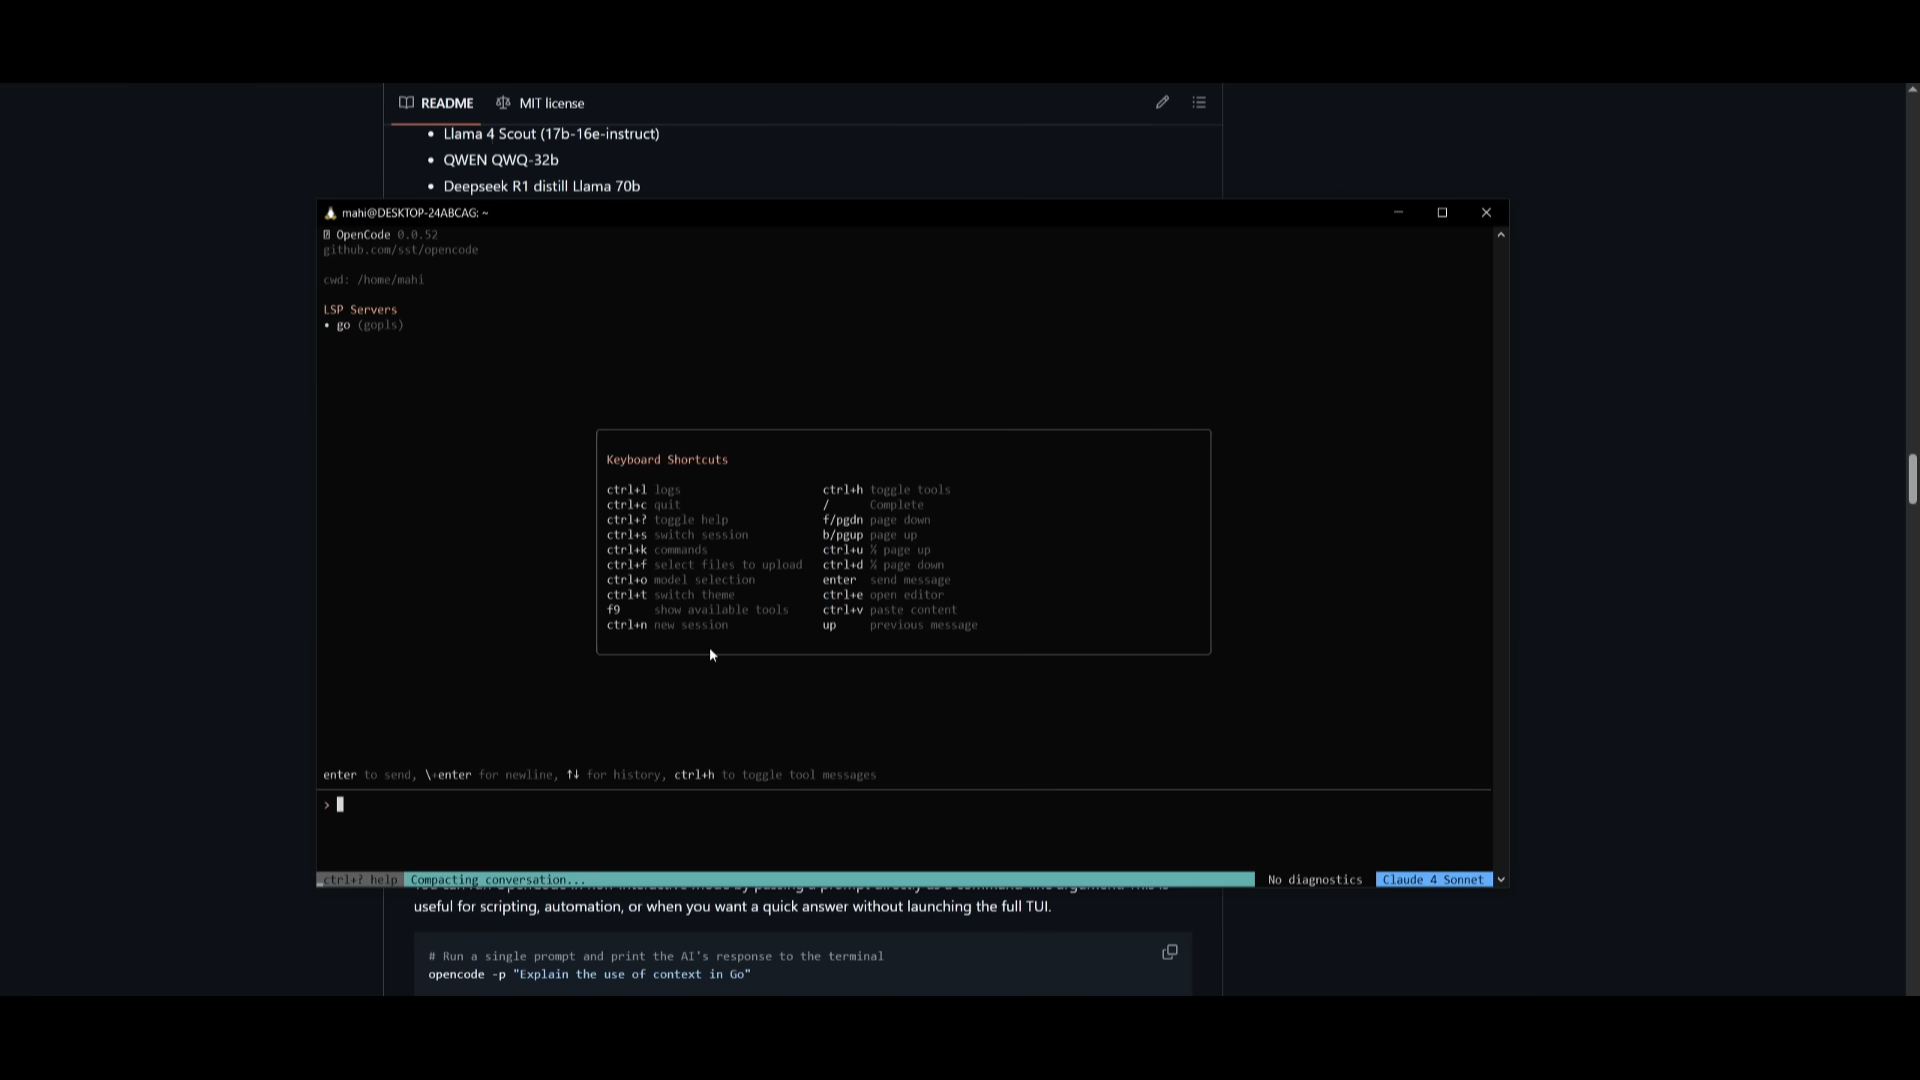 README MIT license
• Llama 4 Scout (17b-16e-instruct)
• QWEN QWQ-32b
• Deepseek R1 distill Llama 70b
mahi@DESKTOP-24ABCAG: ~
OpenCode 0.0.52
github.com/sst/opencode
cwd: /home/mahi
LSP Servers
• go (gopls)
Keyboard Shortcuts
ctrl+l logs ctrl+h toggle tools
ctrl+c quit / Complete
ctrl+? toggle help f/pgdn page down
ctrl+s switch session b/pgup page up
ctrl+k commands ctrl+u ½ page up
ctrl+f select files to upload ctrl+d ½ page down
ctrl+o model selection enter send message
ctrl+t switch theme ctrl+e open editor
f9 show available tools ctrl+v paste content
ctrl+n new session up previous message
enter to send, \+enter for newline, ↑↓ for history, ctrl+h to toggle tool messages
>
ctrl+? help Compacting conversation... No diagnostics Claude 4 Sonnet
useful for scripting, automation, or when you want a quick answer without launching the full TUI.
# Run a single prompt and print the AI's response to the terminal
opencode -p "Explain the use of context in Go"